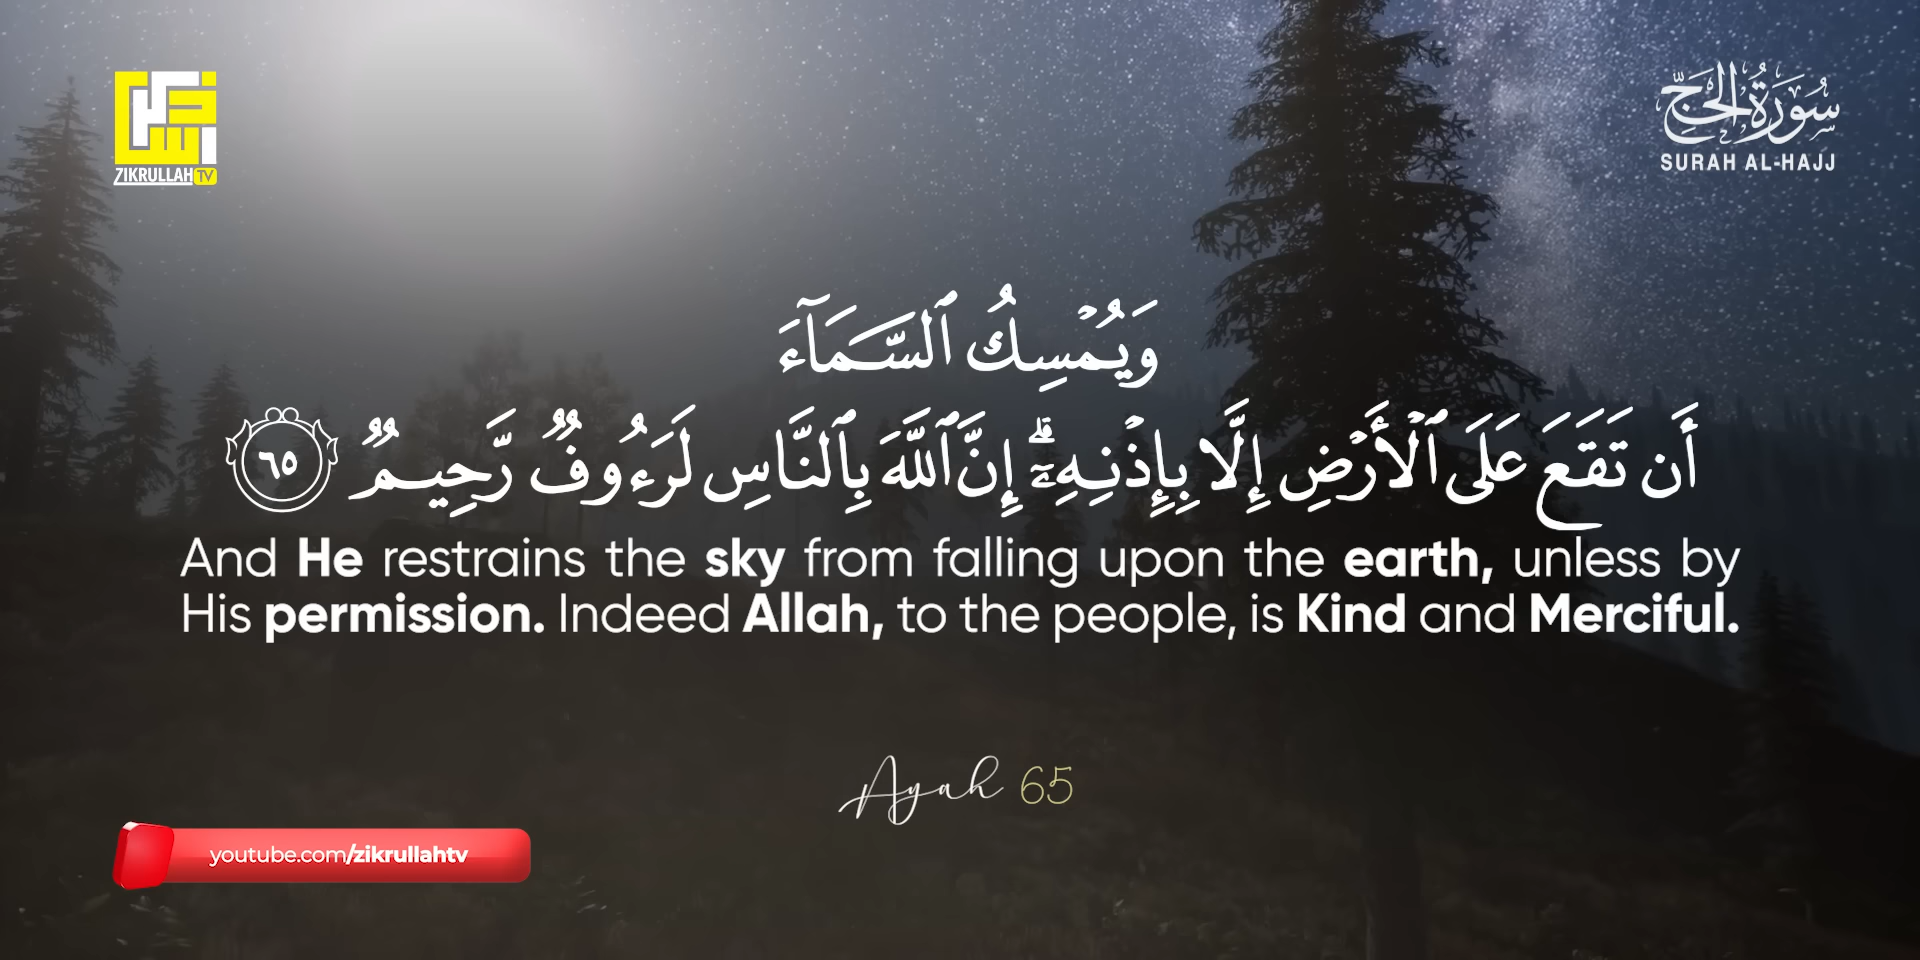 ذكر الله
ZIKRULLAH TV
سُورَةُ الحَجِّ
SURAH AL-HAJJ
وَيُمْسِكُ ٱلسَّمَآءَ
أَن تَقَعَ عَلَى ٱلْأَرْضِ إِلَّا بِإِذْنِهِۦٓ ۗ إِنَّ ٱللَّهَ بِٱلنَّاسِ لَرَءُوفٌ رَّحِيمٌ ٦٥
And He restrains the sky from falling upon the earth, unless by
His permission. Indeed Allah, to the people, is Kind and Merciful.
Ayah 65
youtube.com/zikrullahtv